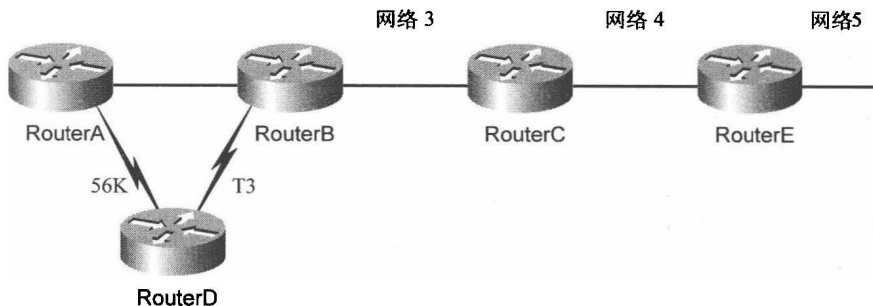 网络 3
网络 4
网络5
RouterA
RouterB
RouterC
RouterE
56K
T3
RouterD